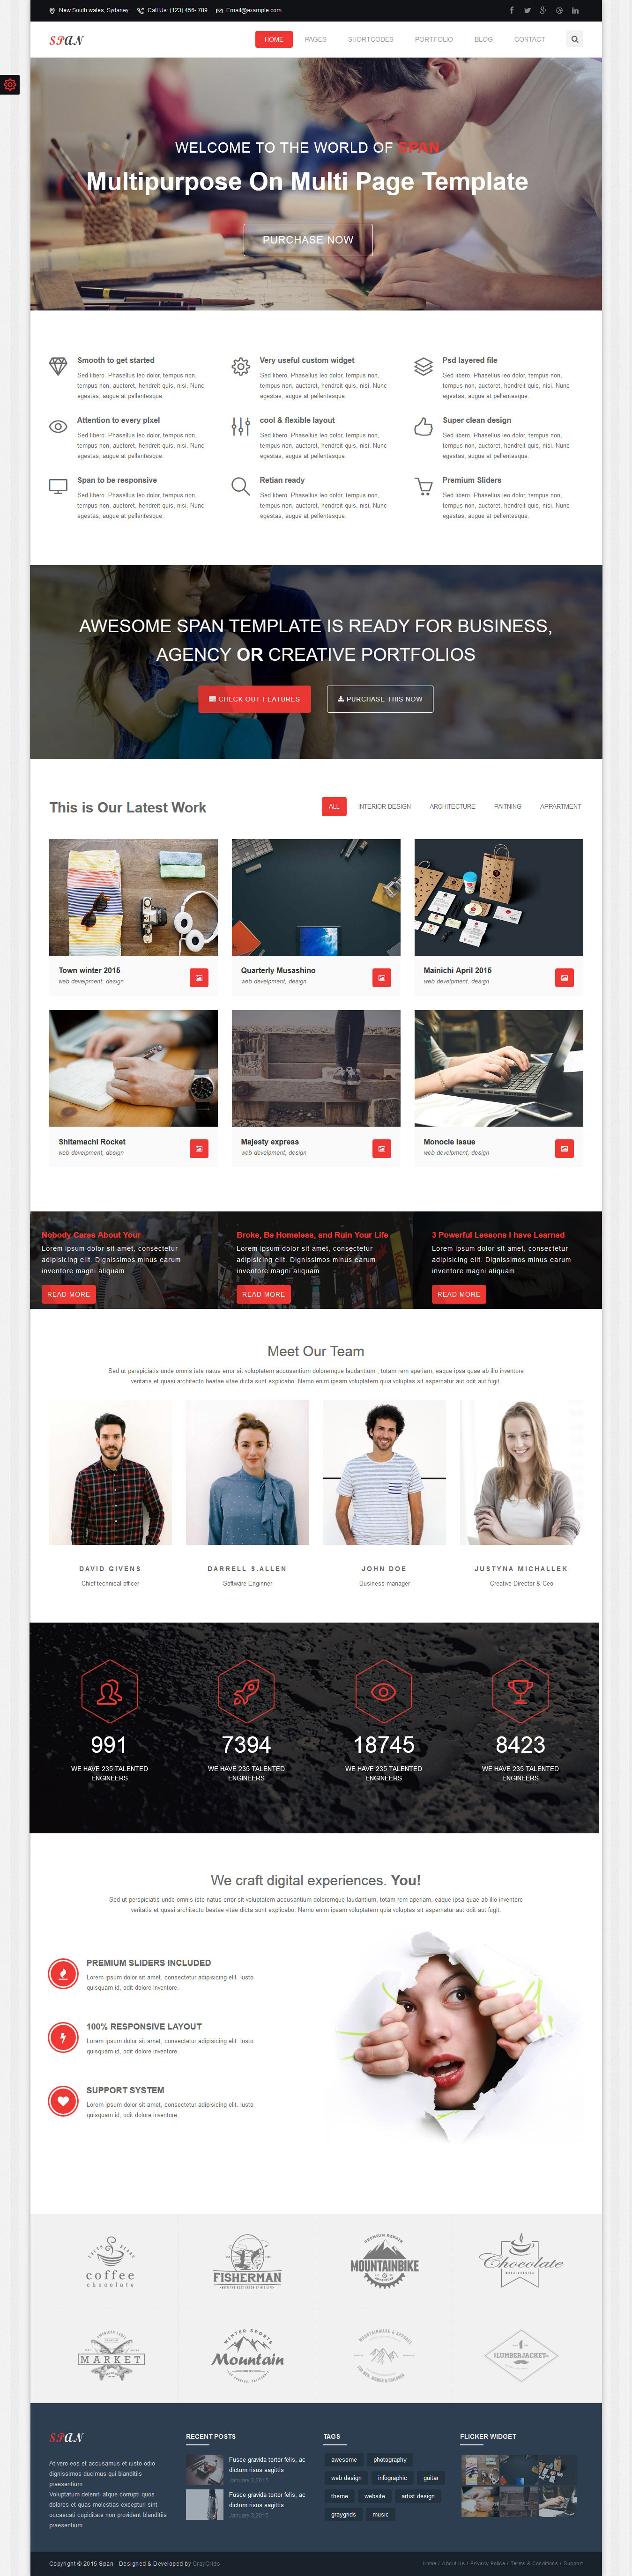 New South wales, Sydaney Call Us: (123) 456- 789 Email@example.com
SPAN
HOME PAGES SHORTCODES PORTFOLIO BLOG CONTACT
WELCOME TO THE WORLD OF SPAN
Multipurpose On Multi Page Template
PURCHASE NOW
Smooth to get started
Sed libero. Phasellus leo dolor, tempus non,
tempus non, auctoret, hendreit quis, nisi. Nunc
egestas, augue at pellentesque.
Very useful custom widget
Sed libero. Phasellus leo dolor, tempus non,
tempus non, auctoret, hendreit quis, nisi. Nunc
egestas, augue at pellentesque.
Psd layered file
Sed libero. Phasellus leo dolor, tempus non,
tempus non, auctoret, hendreit quis, nisi. Nunc
egestas, augue at pellentesque.
Attention to every pixel
Sed libero. Phasellus leo dolor, tempus non,
tempus non, auctoret, hendreit quis, nisi. Nunc
egestas, augue at pellentesque.
cool & flexible layout
Sed libero. Phasellus leo dolor, tempus non,
tempus non, auctoret, hendreit quis, nisi. Nunc
egestas, augue at pellentesque.
Super clean design
Sed libero. Phasellus leo dolor, tempus non,
tempus non, auctoret, hendreit quis, nisi. Nunc
egestas, augue at pellentesque.
Span to be responsive
Sed libero. Phasellus leo dolor, tempus non,
tempus non, auctoret, hendreit quis, nisi. Nunc
egestas, augue at pellentesque.
Retian ready
Sed libero. Phasellus leo dolor, tempus non,
tempus non, auctoret, hendreit quis, nisi. Nunc
egestas, augue at pellentesque.
Premium Sliders
Sed libero. Phasellus leo dolor, tempus non,
tempus non, auctoret, hendreit quis, nisi. Nunc
egestas, augue at pellentesque.
AWESOME SPAN TEMPLATE IS READY FOR BUSINESS,
AGENCY OR CREATIVE PORTFOLIOS
CHECK OUT FEATURES PURCHASE THIS NOW
This is Our Latest Work
ALL INTERIOR DESIGN ARCHITECTURE PAITNING APPARTMENT
Town winter 2015
web develpment, design
Quarterly Musashino
web develpment, design
Mainichi April 2015
web develpment, design
Shitamachi Rocket
web develpment, design
Majesty express
web develpment, design
Monocle issue
web develpment, design
Nobody Cares About Your
Lorem ipsum dolor sit amet, consectetur
adipisicing elit. Dignissimos minus earum
inventore magni aliquam.
READ MORE
Broke, Be Homeless, and Ruin Your Life
Lorem ipsum dolor sit amet, consectetur
adipisicing elit. Dignissimos minus earum
inventore magni aliquam.
READ MORE
3 Powerful Lessons I have Learned
Lorem ipsum dolor sit amet, consectetur
adipisicing elit. Dignissimos minus earum
inventore magni aliquam.
READ MORE
Meet Our Team
Sed ut perspiciatis unde omnis iste natus error sit voluptatem accusantium doloremque laudantium , totam rem aperiam, eaque ipsa quae ab illo inventore
veritatis et quasi architecto beatae vitae dicta sunt explicabo. Nemo enim ipsam voluptatem quia voluptas sit aspernatur aut odit aut fugit.
DAVID GIVENS
Chief technical officer
DARRELL S.ALLEN
Software Enginner
JOHN DOE
Business manager
JUSTYNA MICHALLEK
Creative Director & Ceo
991
WE HAVE 235 TALENTED
ENGINEERS
7394
WE HAVE 235 TALENTED
ENGINEERS
18745
WE HAVE 235 TALENTED
ENGINEERS
8423
WE HAVE 235 TALENTED
ENGINEERS
We craft digital experiences. You!
Sed ut perspiciatis unde omnis iste natus error sit voluptatem accusantium doloremque laudantium, totam rem aperiam, eaque ipsa quae ab illo inventore
veritatis et quasi architecto beatae vitae dicta sunt explicabo. Nemo enim ipsam voluptatem quia voluptas sit aspernatur aut odit aut fugit.
PREMIUM SLIDERS INCLUDED
Lorem ipsum dolor sit amet, consectetur adipisicing elit. Iusto
quisquam id, odit dolore inventore.
100% RESPONSIVE LAYOUT
Lorem ipsum dolor sit amet, consectetur adipisicing elit. Iusto
quisquam id, odit dolore inventore.
SUPPORT SYSTEM
Lorem ipsum dolor sit amet, consectetur adipisicing elit. Iusto
quisquam id, odit dolore inventore.
coffee
chocolate
FISHERMAN
PREMIUM REPAIR
MOUNTAINBIKE
Chocolate
MARKET
WINTER SPORTS
Mountain
LUMBERJACKET
SPAN
At vero eos et accusamus et iusto odio
dignissimos ducimus qui blanditiis
praesentium
Voluptatum deleniti atque corrupti quos
dolores et quas molestias excepturi sint
occaecati cupiditate non provident blanditiis
praesentium
RECENT POSTS
Fusce gravida tortor felis, ac
dictum risus sagittis
January 3,2015
Fusce gravida tortor felis, ac
dictum risus sagittis
January 3,2015
TAGS
awesome photography
web design infographic guitar
theme website artist design
graygrids music
FLICKER WIDGET
Copyright © 2015 Span - Designed & Developed by GrayGrids
Home / About Us / Privacy Policy / Terms & Conditions / Support